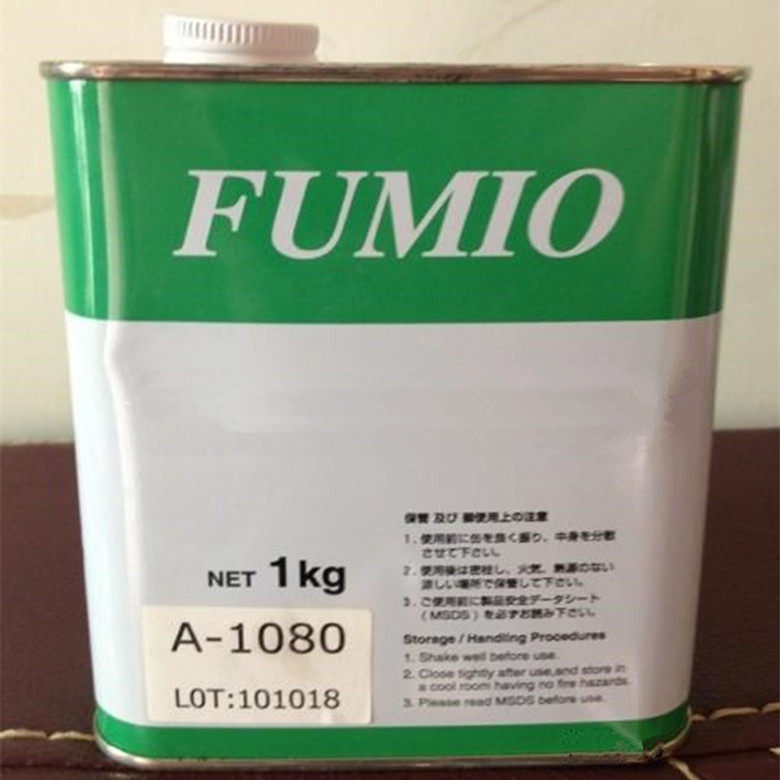 FUMIO
NET 1kg
A-1080
LOT:101018
保管 及び 御使用上の注意
1. 使用前に缶を良く振り、中身を分散
させて下さい。
2. 使用後は密栓し、火気、熱源のない
涼しい場所で保管して下さい。
3. ご使用前に製品安全データシート
(MSDS)を必ずお読み下さい。
Storage / Handling Procedures
1. Shake well before use.
2. Close tightly after use,and store in
a cool room having no fire hazards.
3. Please read MSDS before use.